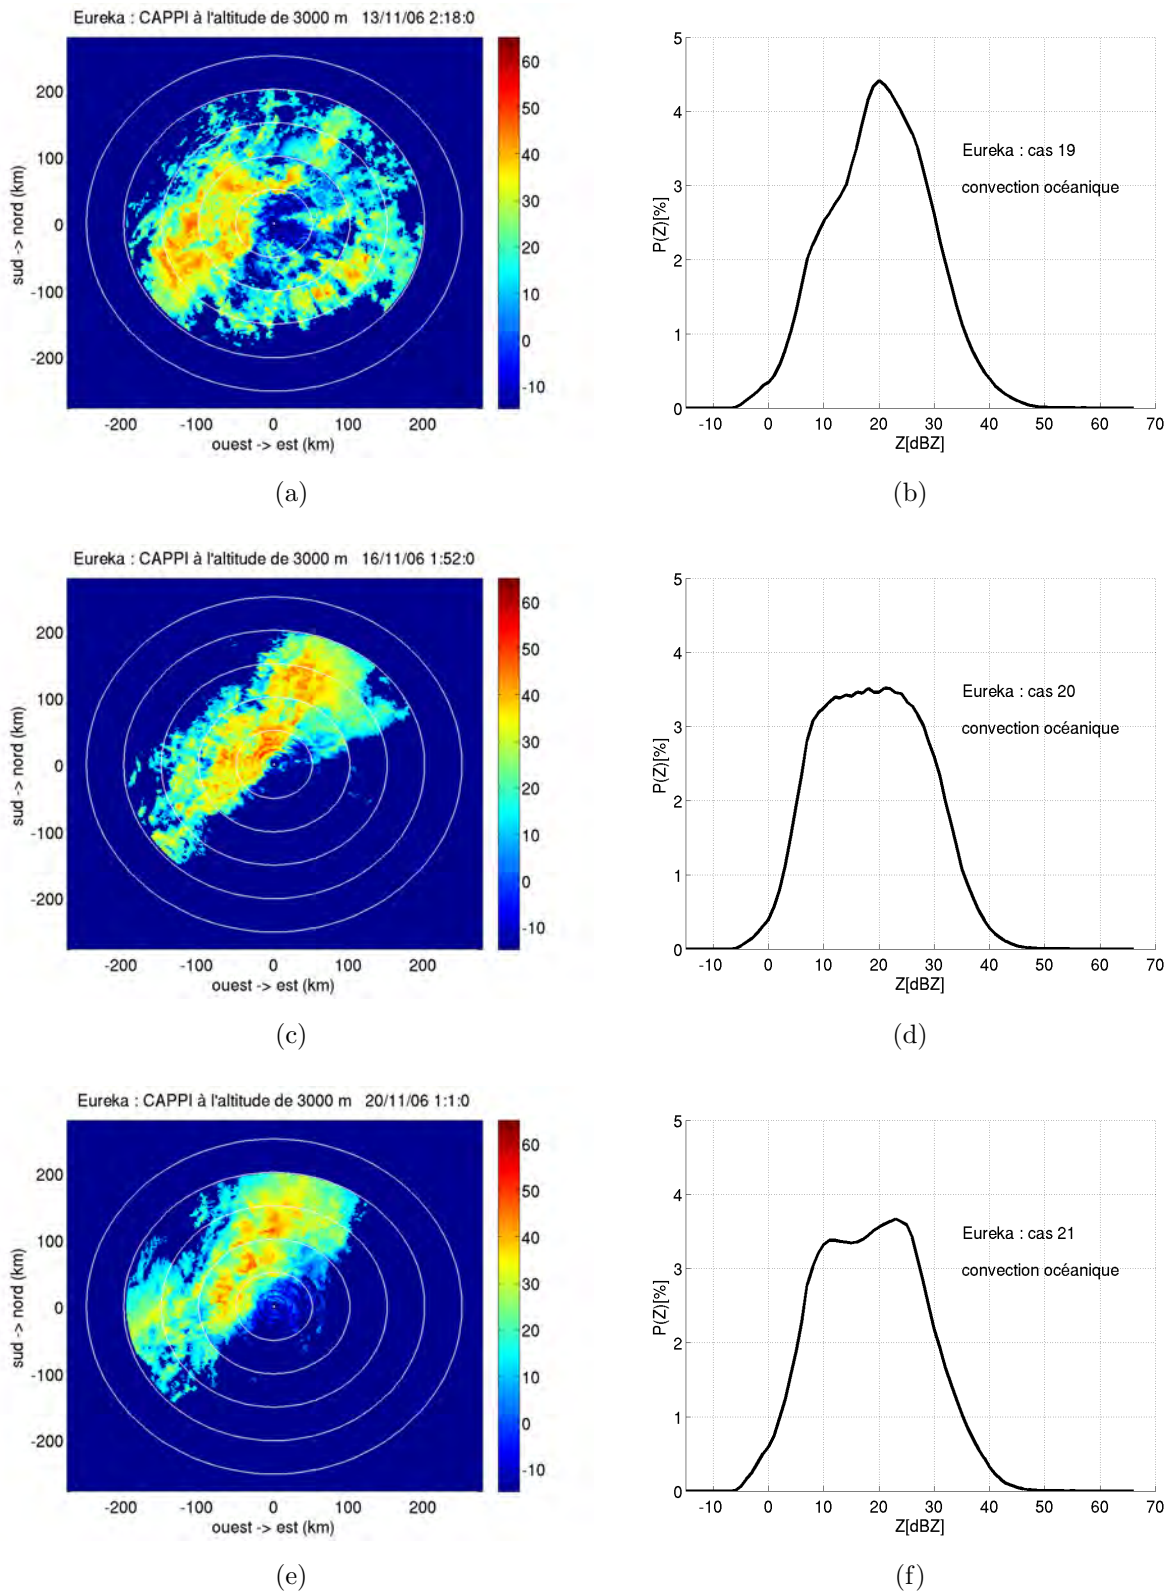 Eureka : CAPPI à l'altitude de 3000 m 13/11/06 2:18:0
200
100
0
-100
-200
sud -> nord (km)
-200 -100 0 100 200
ouest -> est (km)
60
50
40
30
20
10
0
-10
(a)
5
4
3
2
1
0
P(Z)[%]
Eureka : cas 19
convection océanique
-10 0 10 20 30 40 50 60 70
Z[dBZ]
(b)
Eureka : CAPPI à l'altitude de 3000 m 16/11/06 1:52:0
200
100
0
-100
-200
sud -> nord (km)
-200 -100 0 100 200
ouest -> est (km)
60
50
40
30
20
10
0
-10
(c)
5
4
3
2
1
0
P(Z)[%]
Eureka : cas 20
convection océanique
-10 0 10 20 30 40 50 60 70
Z[dBZ]
(d)
Eureka : CAPPI à l'altitude de 3000 m 20/11/06 1:1:0
200
100
0
-100
-200
sud -> nord (km)
-200 -100 0 100 200
ouest -> est (km)
60
50
40
30
20
10
0
-10
(e)
5
4
3
2
1
0
P(Z)[%]
Eureka : cas 21
convection océanique
-10 0 10 20 30 40 50 60 70
Z[dBZ]
(f)